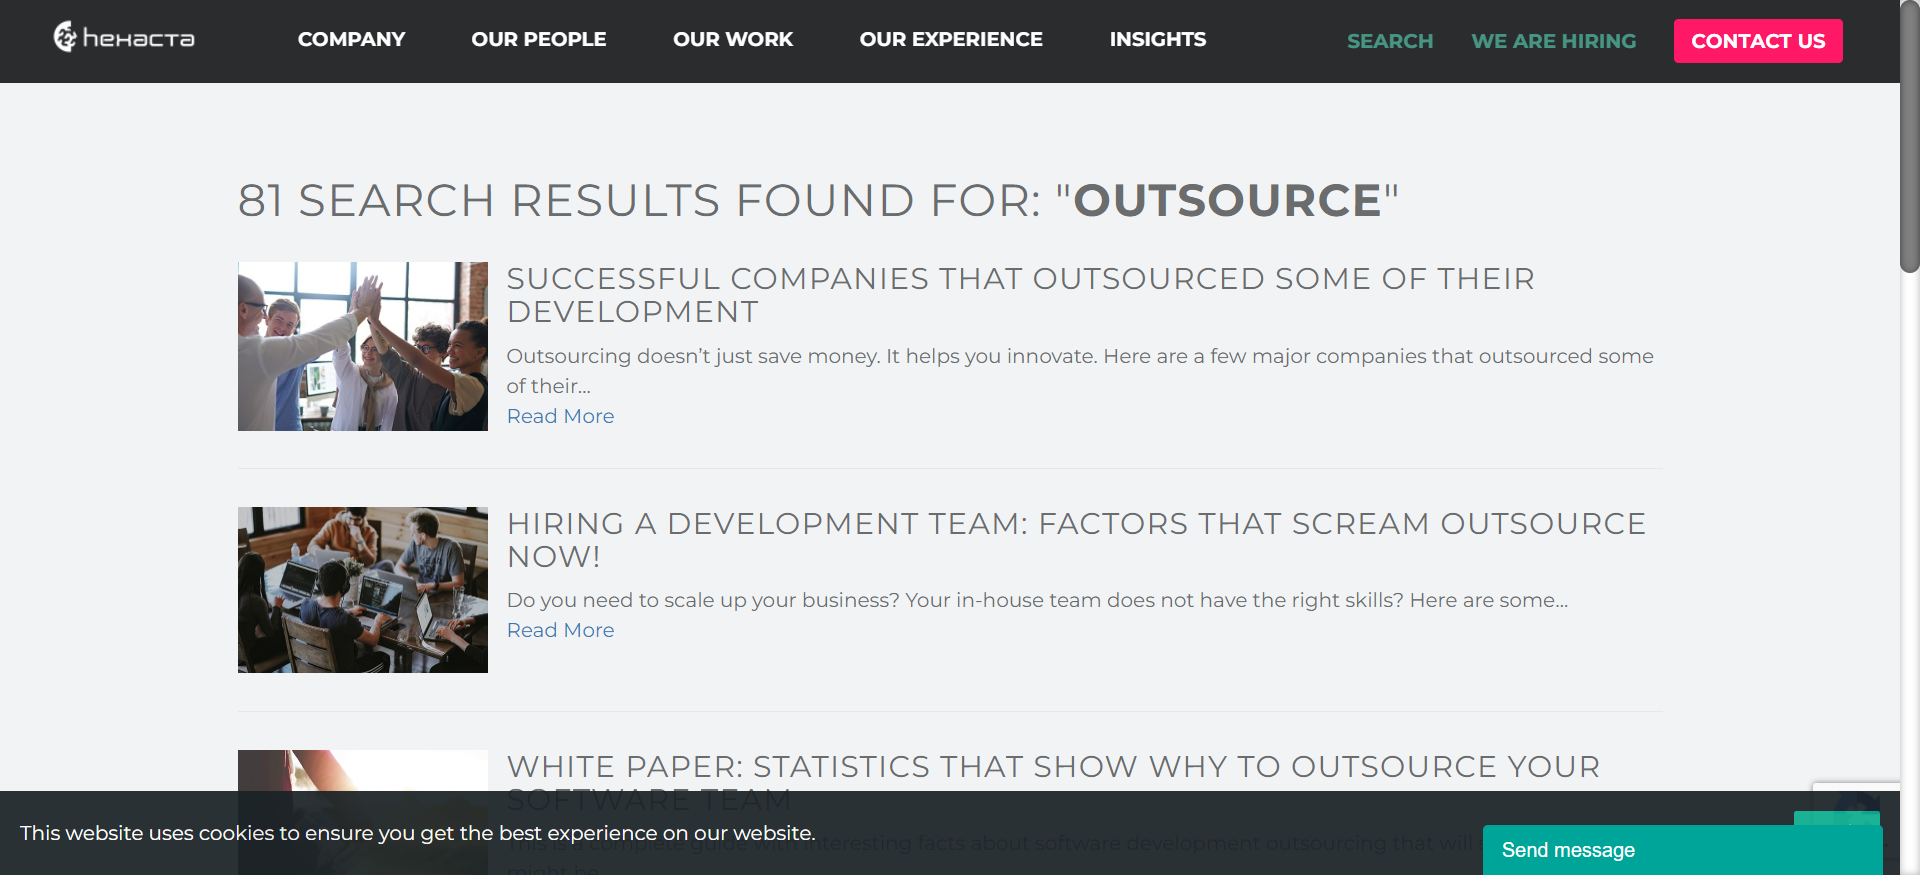 hexacta
COMPANY
OUR PEOPLE
OUR WORK
OUR EXPERIENCE
INSIGHTS
SEARCH
WE ARE HIRING
CONTACT US
81 SEARCH RESULTS FOUND FOR: "OUTSOURCE"
SUCCESSFUL COMPANIES THAT OUTSOURCED SOME OF THEIR
DEVELOPMENT
Outsourcing doesn’t just save money. It helps you innovate. Here are a few major companies that outsourced some
of their...
Read More
HIRING A DEVELOPMENT TEAM: FACTORS THAT SCREAM OUTSOURCE
NOW!
Do you need to scale up your business? Your in-house team does not have the right skills? Here are some...
Read More
WHITE PAPER: STATISTICS THAT SHOW WHY TO OUTSOURCE YOUR
SOFTWARE TEAM
This is a complete guide with interesting facts about software development outsourcing that will
might be
This website uses cookies to ensure you get the best experience on our website.
Send message